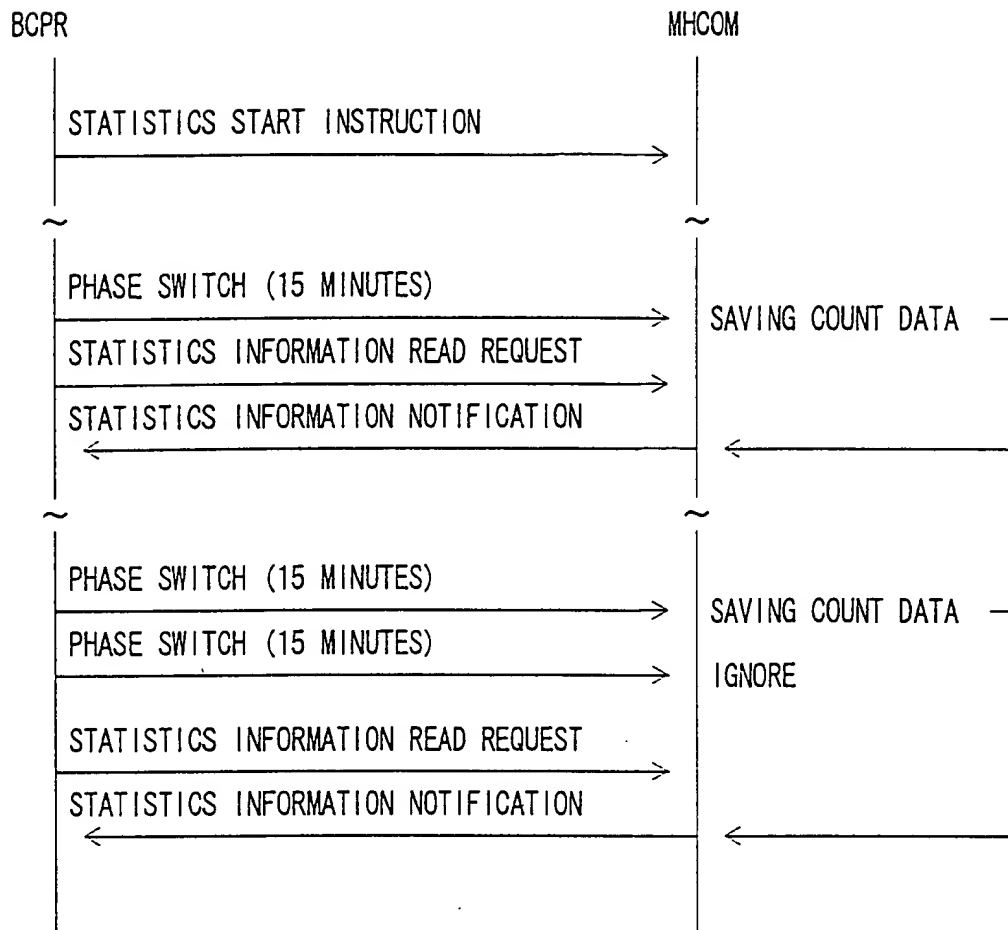 BCPR MHCOM
STATISTICS START INSTRUCTION
~ ~
PHASE SWITCH (15 MINUTES)
SAVING COUNT DATA
STATISTICS INFORMATION READ REQUEST
STATISTICS INFORMATION NOTIFICATION
~ ~
PHASE SWITCH (15 MINUTES)
SAVING COUNT DATA
PHASE SWITCH (15 MINUTES)
IGNORE
STATISTICS INFORMATION READ REQUEST
STATISTICS INFORMATION NOTIFICATION